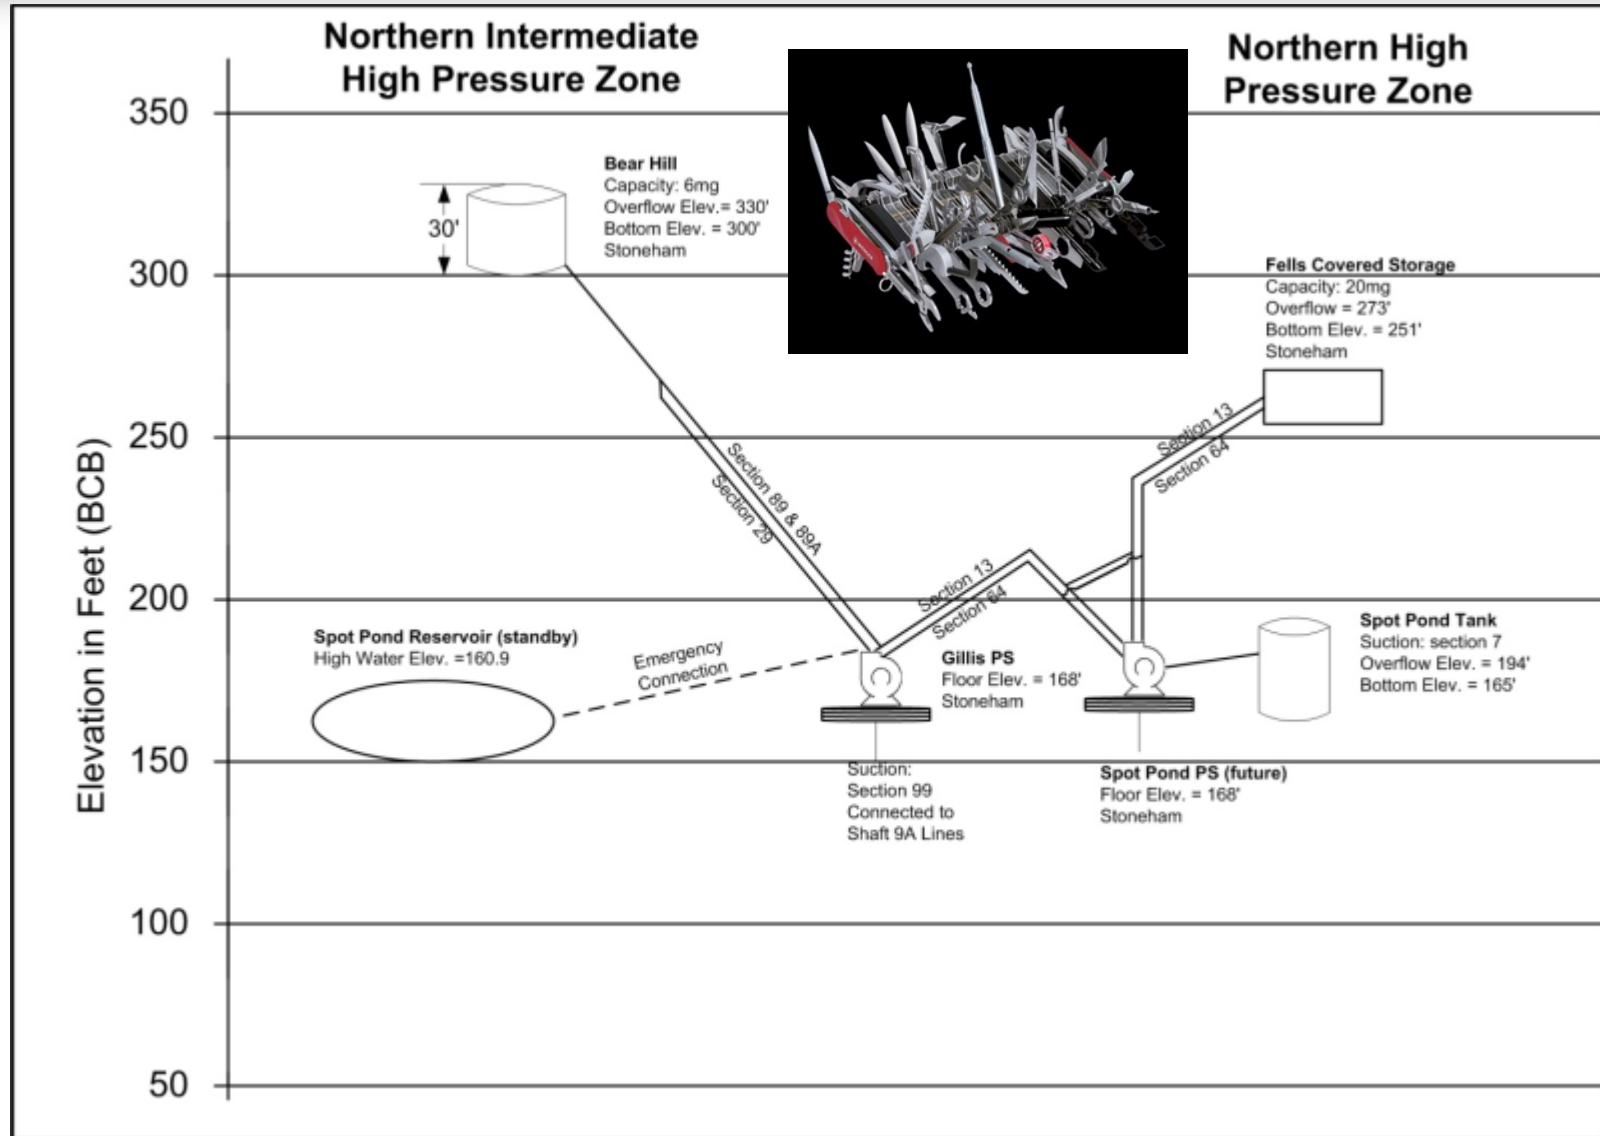 Northern Intermediate
High Pressure Zone
Northern High
Pressure Zone
Elevation in Feet (BCB)
350
300
250
200
150
100
50
30'
Bear Hill
Capacity: 6mg
Overflow Elev.= 330'
Bottom Elev. = 300'
Stoneham
Fells Covered Storage
Capacity: 20mg
Overflow = 273'
Bottom Elev. = 251'
Stoneham
Section 89 & 89A
Section 29
Section 13
Section 64
Section 13
Section 64
Spot Pond Reservoir (standby)
High Water Elev. =160.9
Emergency
Connection
Gillis PS
Floor Elev. = 168'
Stoneham
Spot Pond Tank
Suction: section 7
Overflow Elev. = 194'
Bottom Elev. = 165'
Suction:
Section 99
Connected to
Shaft 9A Lines
Spot Pond PS (future)
Floor Elev. = 168'
Stoneham